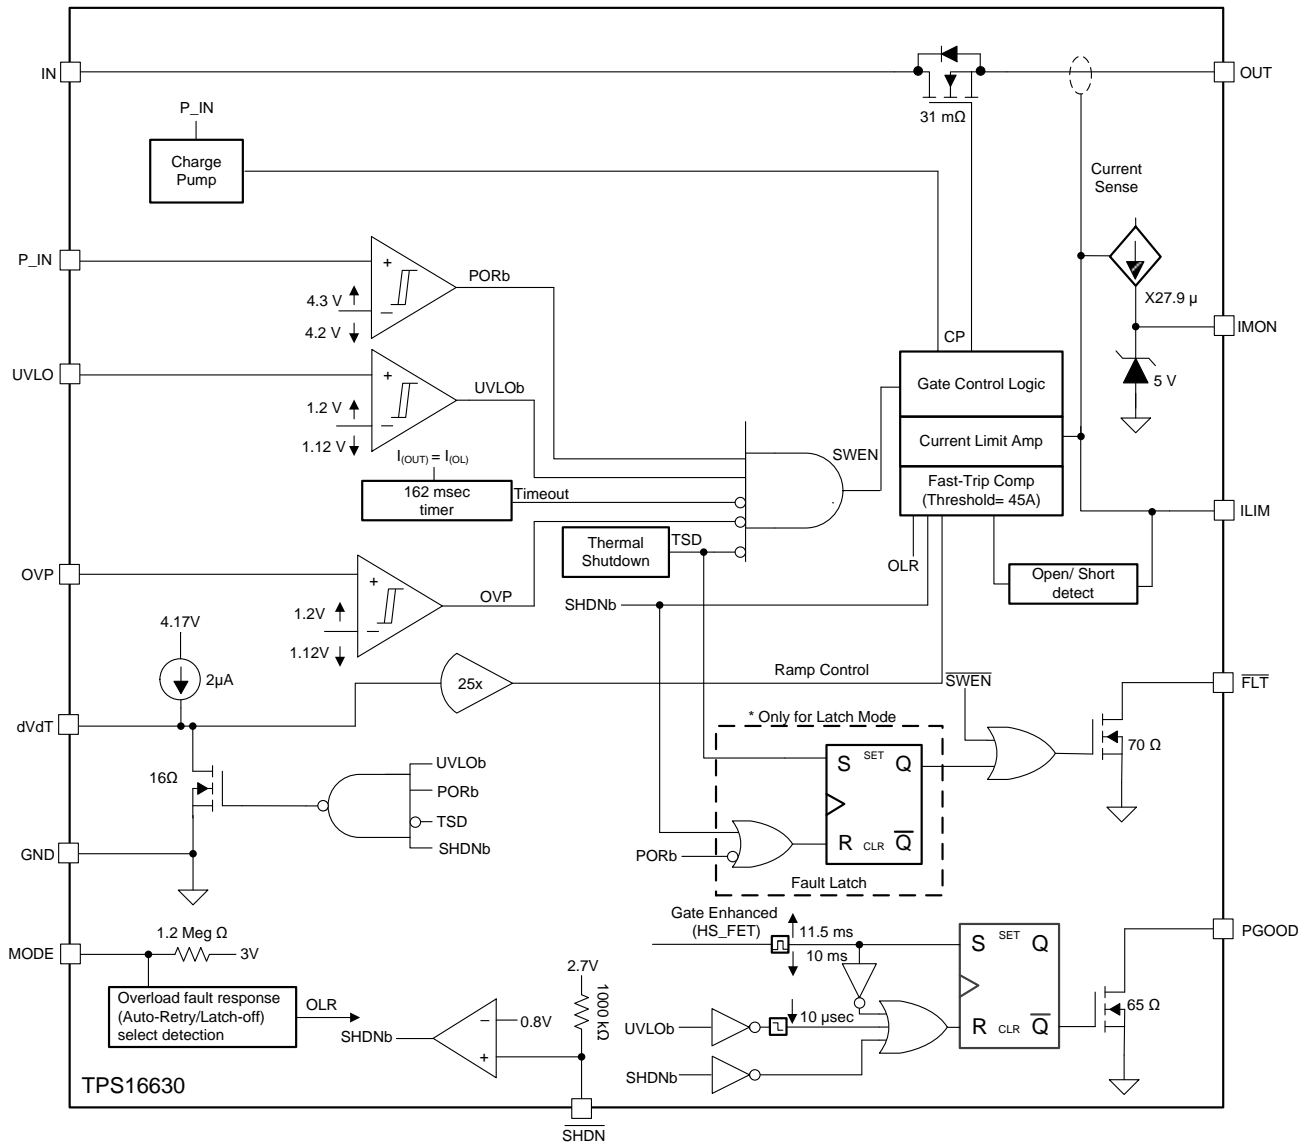 IN
OUT
31 mΩ
P_IN
Charge
Pump
Current
Sense
P_IN
+
−
PORb
4.3 V
4.2 V
X27.9 µ
IMON
5 V
CP
UVLO
+
−
UVLOb
1.2 V
1.12 V
Gate Control Logic
Current Limit Amp
Fast-Trip Comp
(Threshold= 45A)
SWEN
I(OUT) = I(OL)
162 msec
timer
Timeout
ILIM
Thermal
Shutdown
TSD
OLR
Open/ Short
detect
OVP
+
−
OVP
1.2V
1.12V
SHDNb
4.17V
2µA
25x
Ramp Control
SWEN
FLT
dVdT
* Only for Latch Mode
70 Ω
16Ω
UVLOb
PORb
TSD
SHDNb
S SET Q
R CLR Q
PORb
Fault Latch
GND
Gate Enhanced
(HS_FET)
11.5 ms
10 ms
S SET Q
R CLR Q
PGOOD
65 Ω
MODE
1.2 Meg Ω
3V
Overload fault response
(Auto-Retry/Latch-off)
select detection
OLR
2.7V
1000 kΩ
−
0.8V
+
SHDNb
10 µsec
UVLOb
SHDNb
TPS16630
SHDN